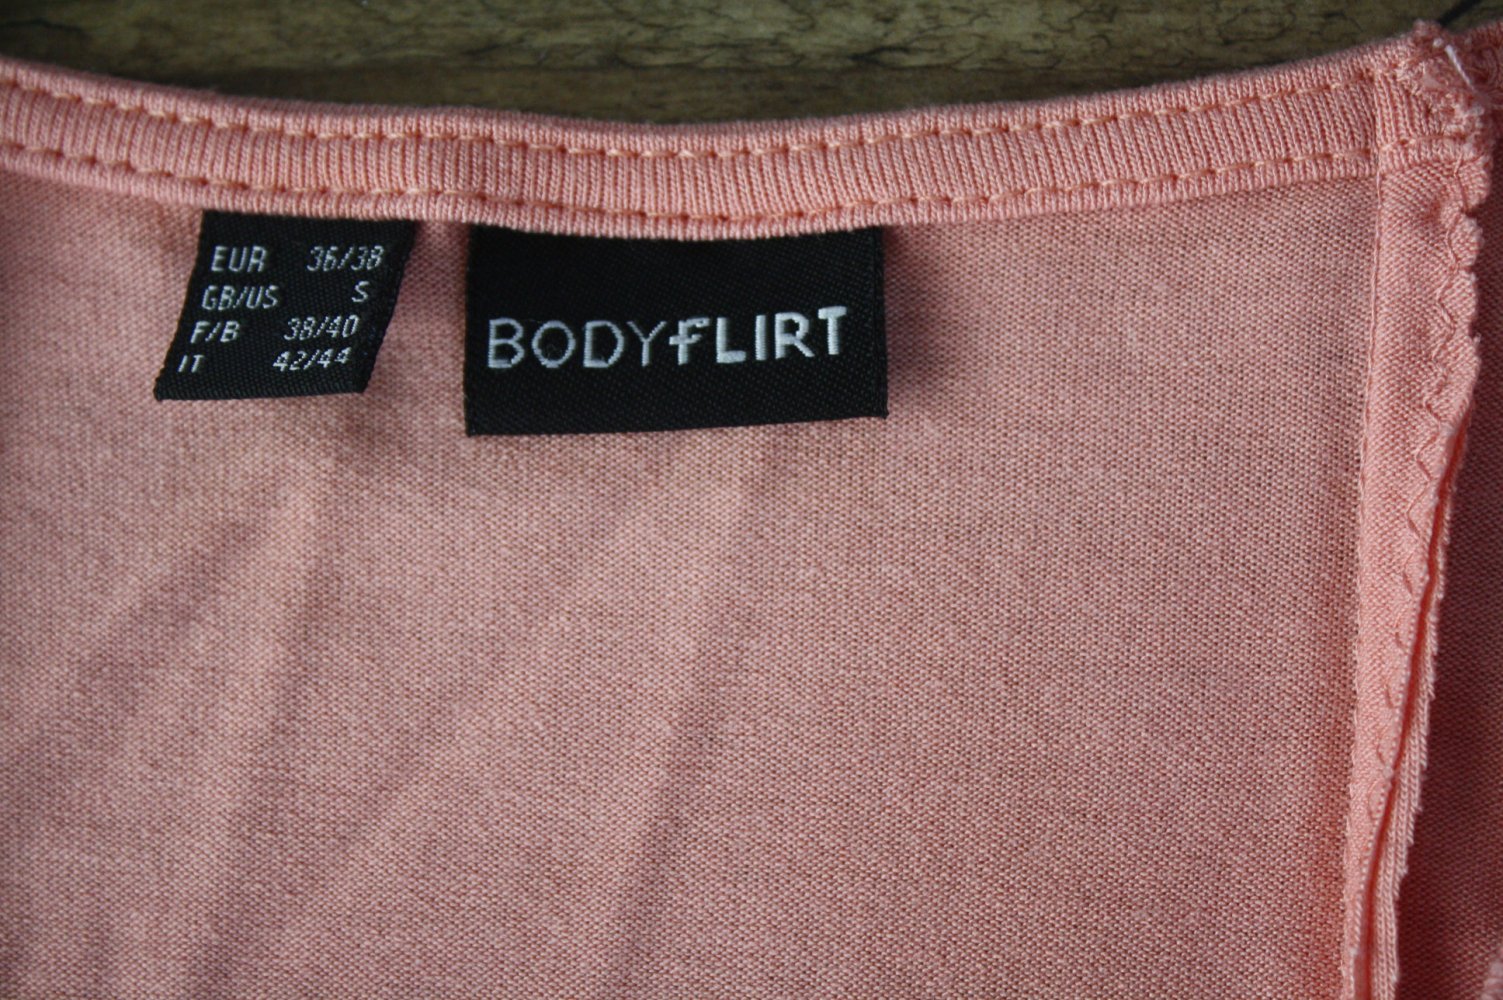 EUR 36/38
GB/US S
F/B 38/40
IT 42/44
BODYFLIRT